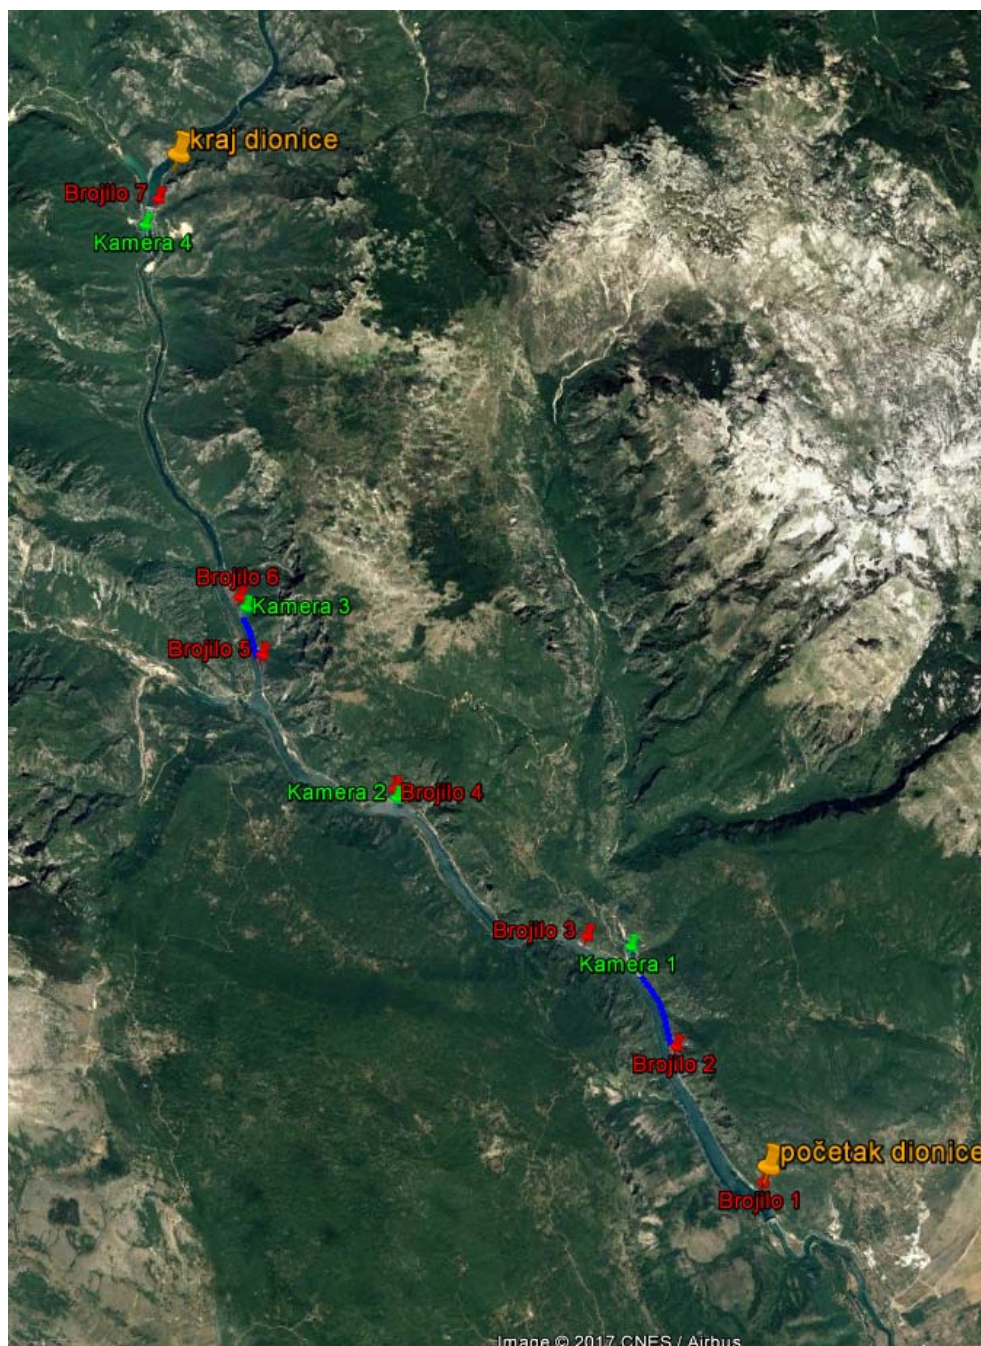 kraj dionice
Brojilo 7
Kamera 4
Brojilo 6
Kamera 3
Brojilo 5
Kamera 2
Brojilo 4
Brojilo 3
Kamera 1
Brojilo 2
početak dionice
Brojilo 1
Image © 2017 CNES / Airbus